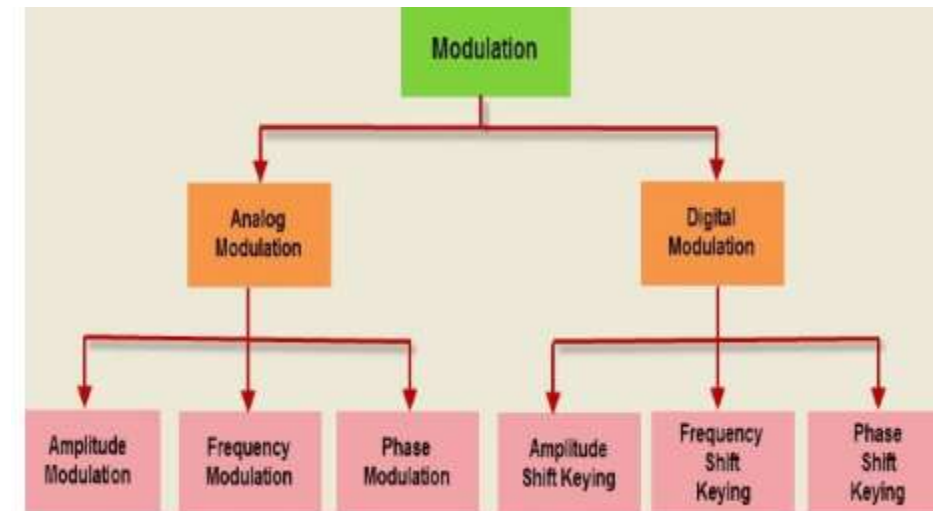 Modulation
Analog
Modulation
Digital
Modulation
Amplitude
Modulation
Frequency
Modulation
Phase
Modulation
Amplitude
Shift Keying
Frequency
Shift
Keying
Phase
Shift
Keying